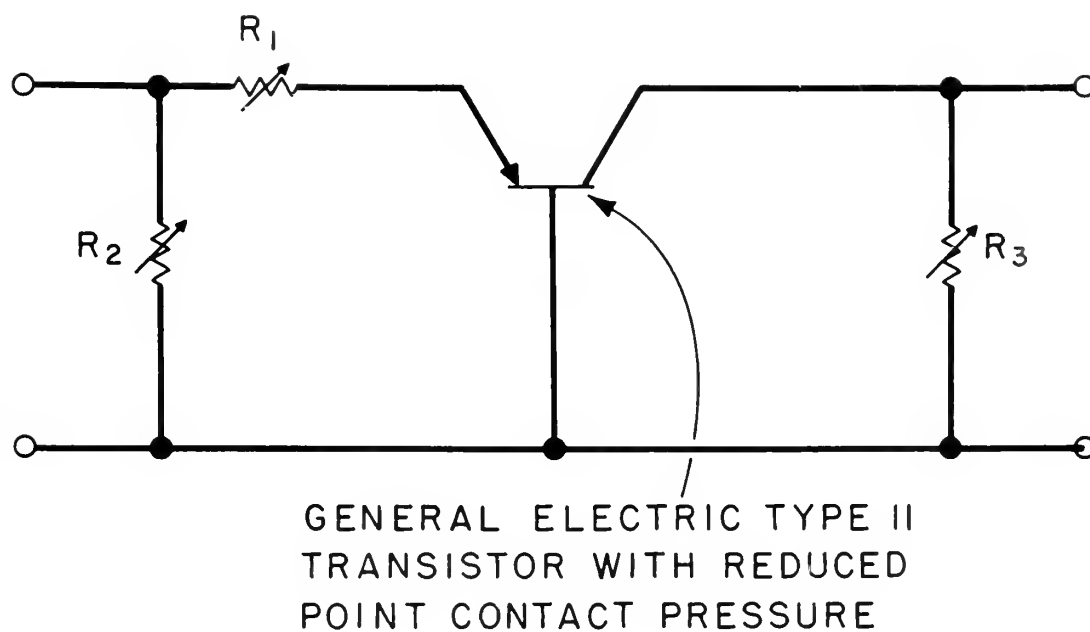 R1
R2
R3
GENERAL ELECTRIC TYPE II
TRANSISTOR WITH REDUCED
POINT CONTACT PRESSURE